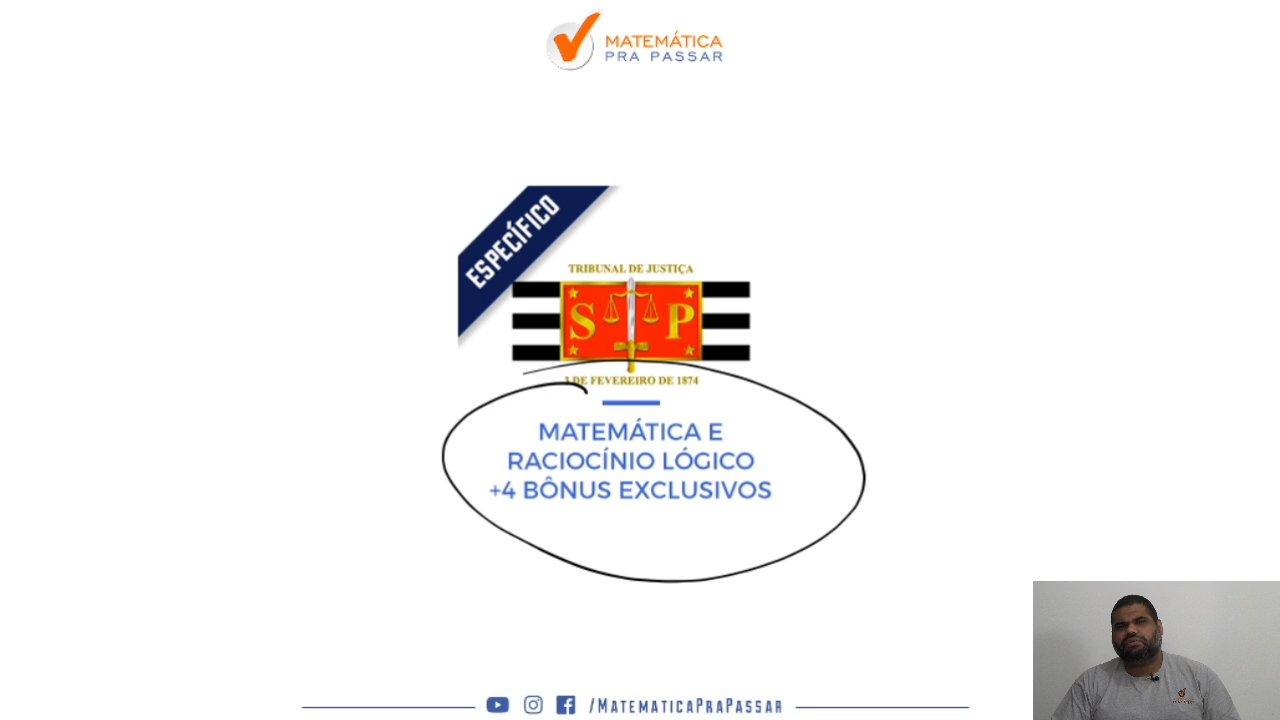 MATEMÁTICA
PRA PASSAR
ESPECÍFICO
TRIBUNAL DE JUSTIÇA
S P
3 DE FEVEREIRO DE 1874
MATEMÁTICA E
RACIOCÍNIO LÓGICO
+4 BÔNUS EXCLUSIVOS
/MATEMATICAPRAPASSAR